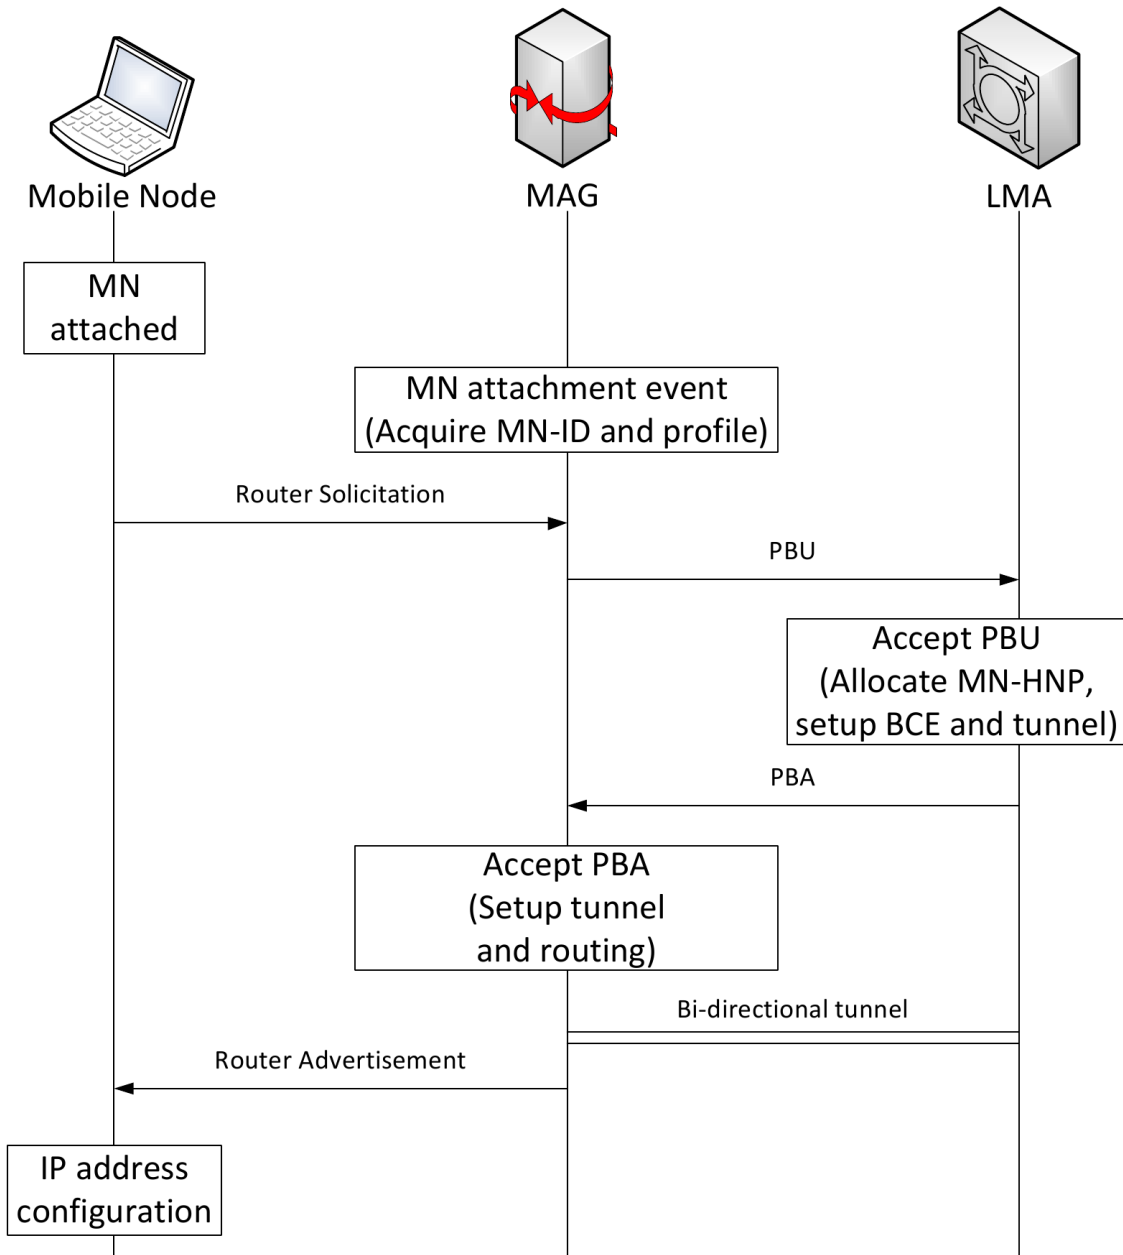 Mobile Node
MAG
LMA
MN
attached
MN attachment event
(Acquire MN-ID and profile)
Router Solicitation
PBU
Accept PBU
(Allocate MN-HNP,
setup BCE and tunnel)
PBA
Accept PBA
(Setup tunnel
and routing)
Bi-directional tunnel
Router Advertisement
IP address
configuration